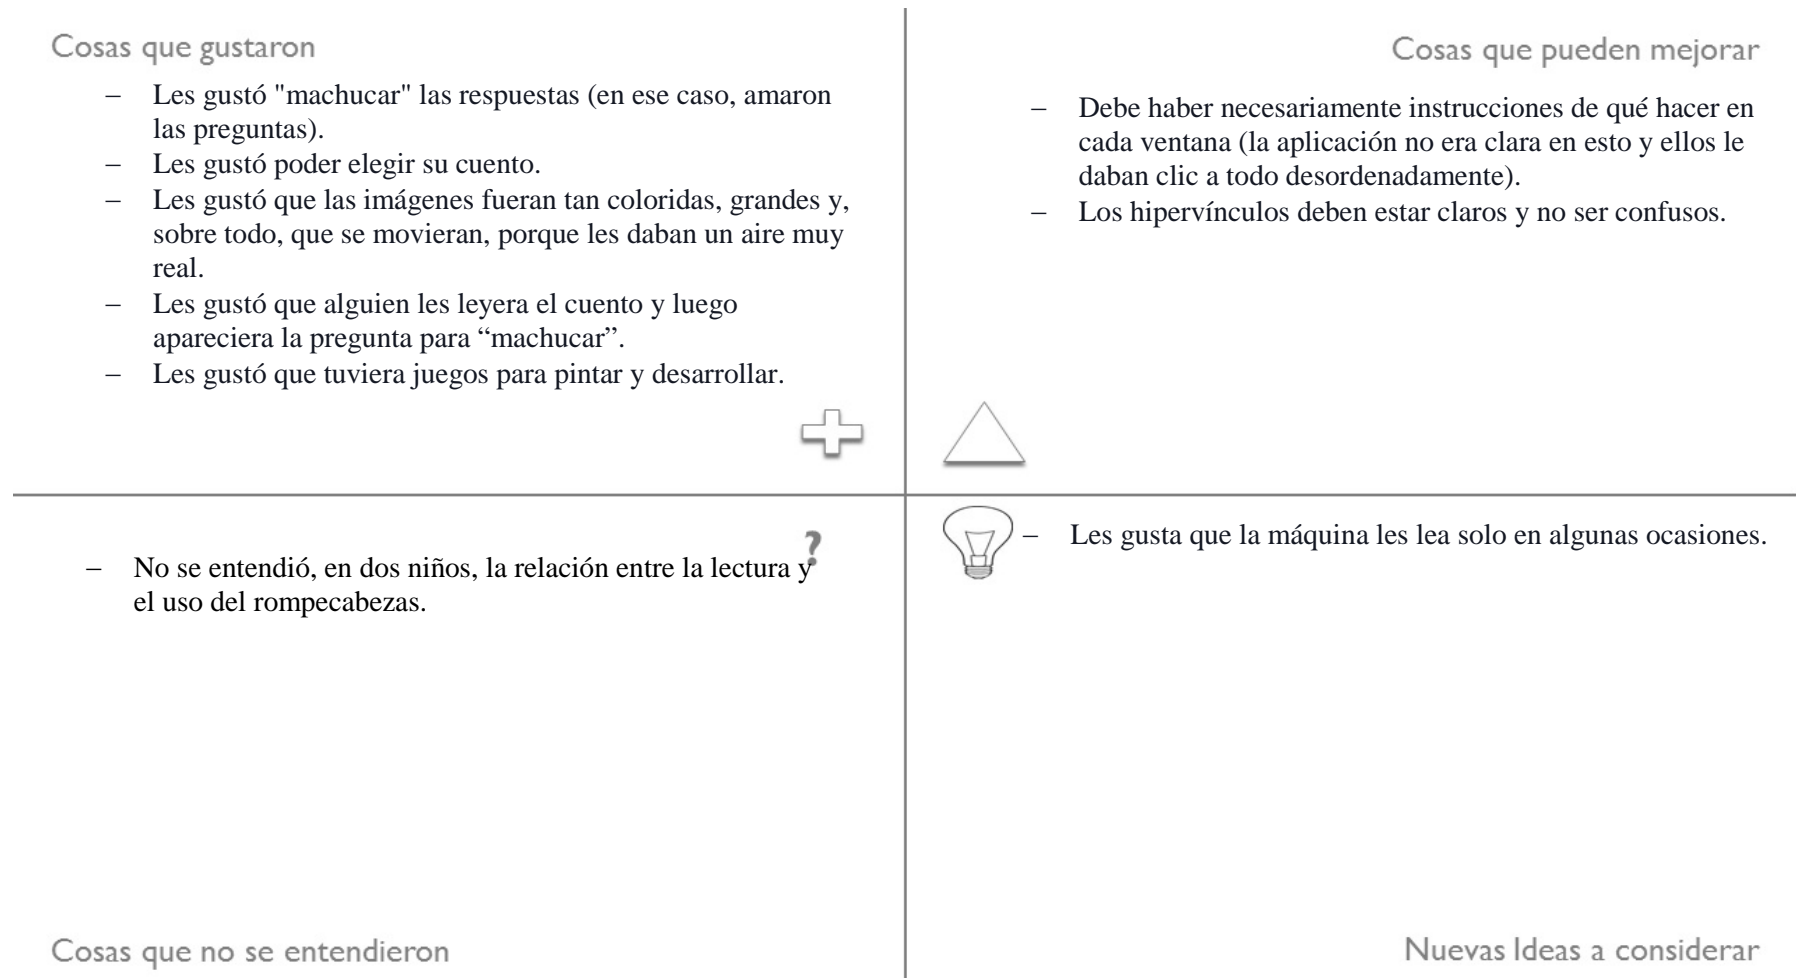 Cosas que gustaron
– Les gustó "machucar" las respuestas (en ese caso, amaron
las preguntas).
– Les gustó poder elegir su cuento.
– Les gustó que las imágenes fueran tan coloridas, grandes y,
sobre todo, que se movieran, porque les daban un aire muy
real.
– Les gustó que alguien les leyera el cuento y luego
apareciera la pregunta para “machucar”.
– Les gustó que tuviera juegos para pintar y desarrollar.
Cosas que pueden mejorar
– Debe haber necesariamente instrucciones de qué hacer en
cada ventana (la aplicación no era clara en esto y ellos le
daban clic a todo desordenadamente).
– Los hipervínculos deben estar claros y no ser confusos.
?
– No se entendió, en dos niños, la relación entre la lectura y
el uso del rompecabezas.
Cosas que no se entendieron
– Les gusta que la máquina les lea solo en algunas ocasiones.
Nuevas Ideas a considerar